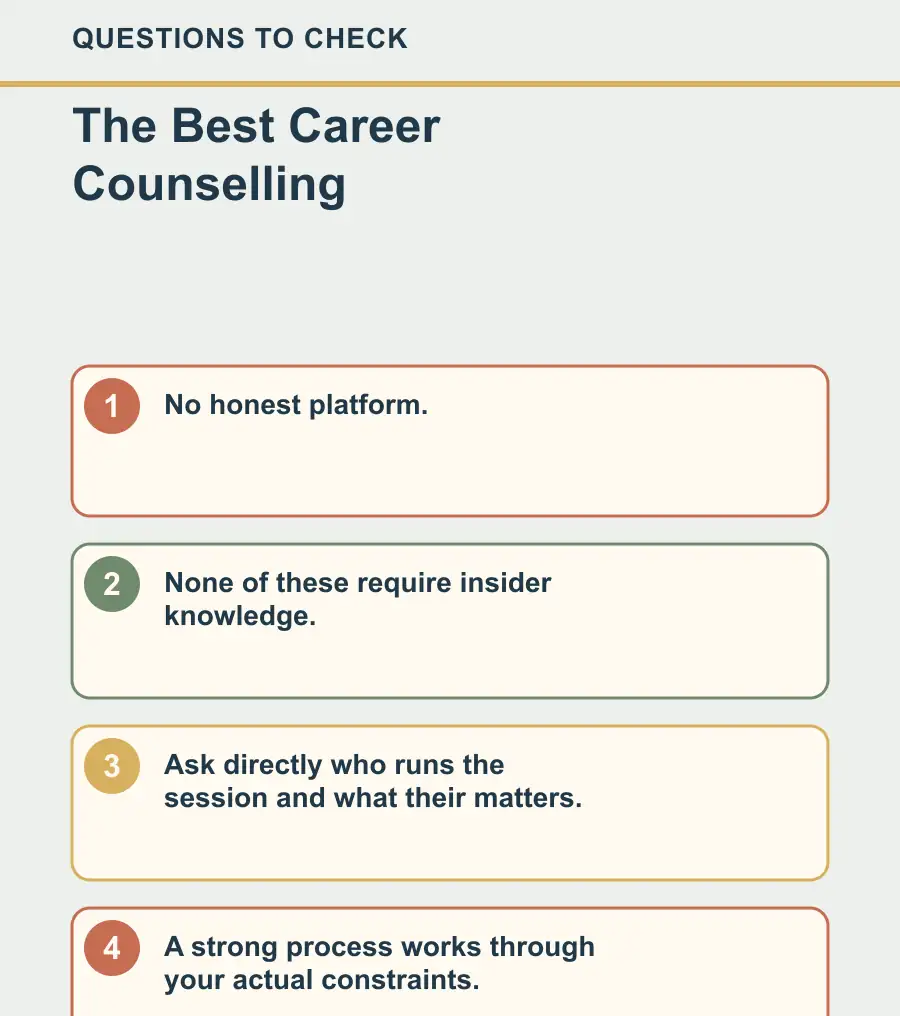 QUESTIONS TO CHECK
The Best Career
Counselling
1
No honest platform.
2
None of these require insider
knowledge.
3
Ask directly who runs the
session and what their matters.
4
A strong process works through
your actual constraints.